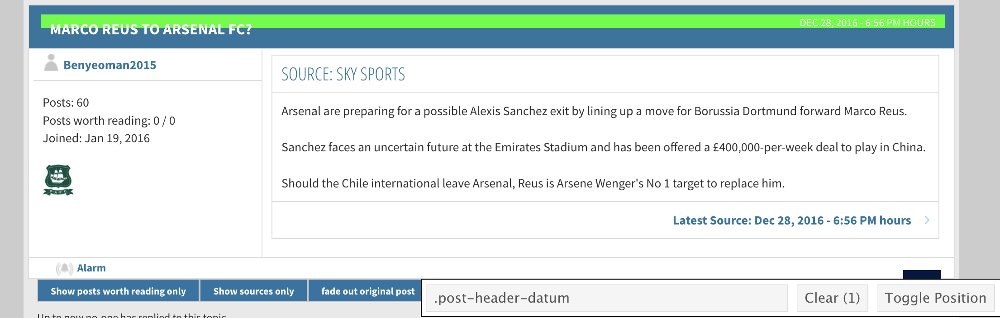 MARCO REUS TO ARSENAL FC?
DEC 28, 2016 - 6:56 PM HOURS
Benyeoman2015
Posts: 60
Posts worth reading: 0 / 0
Joined: Jan 19, 2016
P.A.F.C
SOURCE: SKY SPORTS
Arsenal are preparing for a possible Alexis Sanchez exit by lining up a move for Borussia Dortmund forward Marco Reus.
Sanchez faces an uncertain future at the Emirates Stadium and has been offered a £400,000-per-week deal to play in China.
Should the Chile international leave Arsenal, Reus is Arsene Wenger's No 1 target to replace him.
Latest Source: Dec 28, 2016 - 6:56 PM hours
Alarm
Show posts worth reading only
Show sources only
fade out original post
.post-header-datum
Clear (1)
Toggle Position
Up to now no-one has replied to this topic.